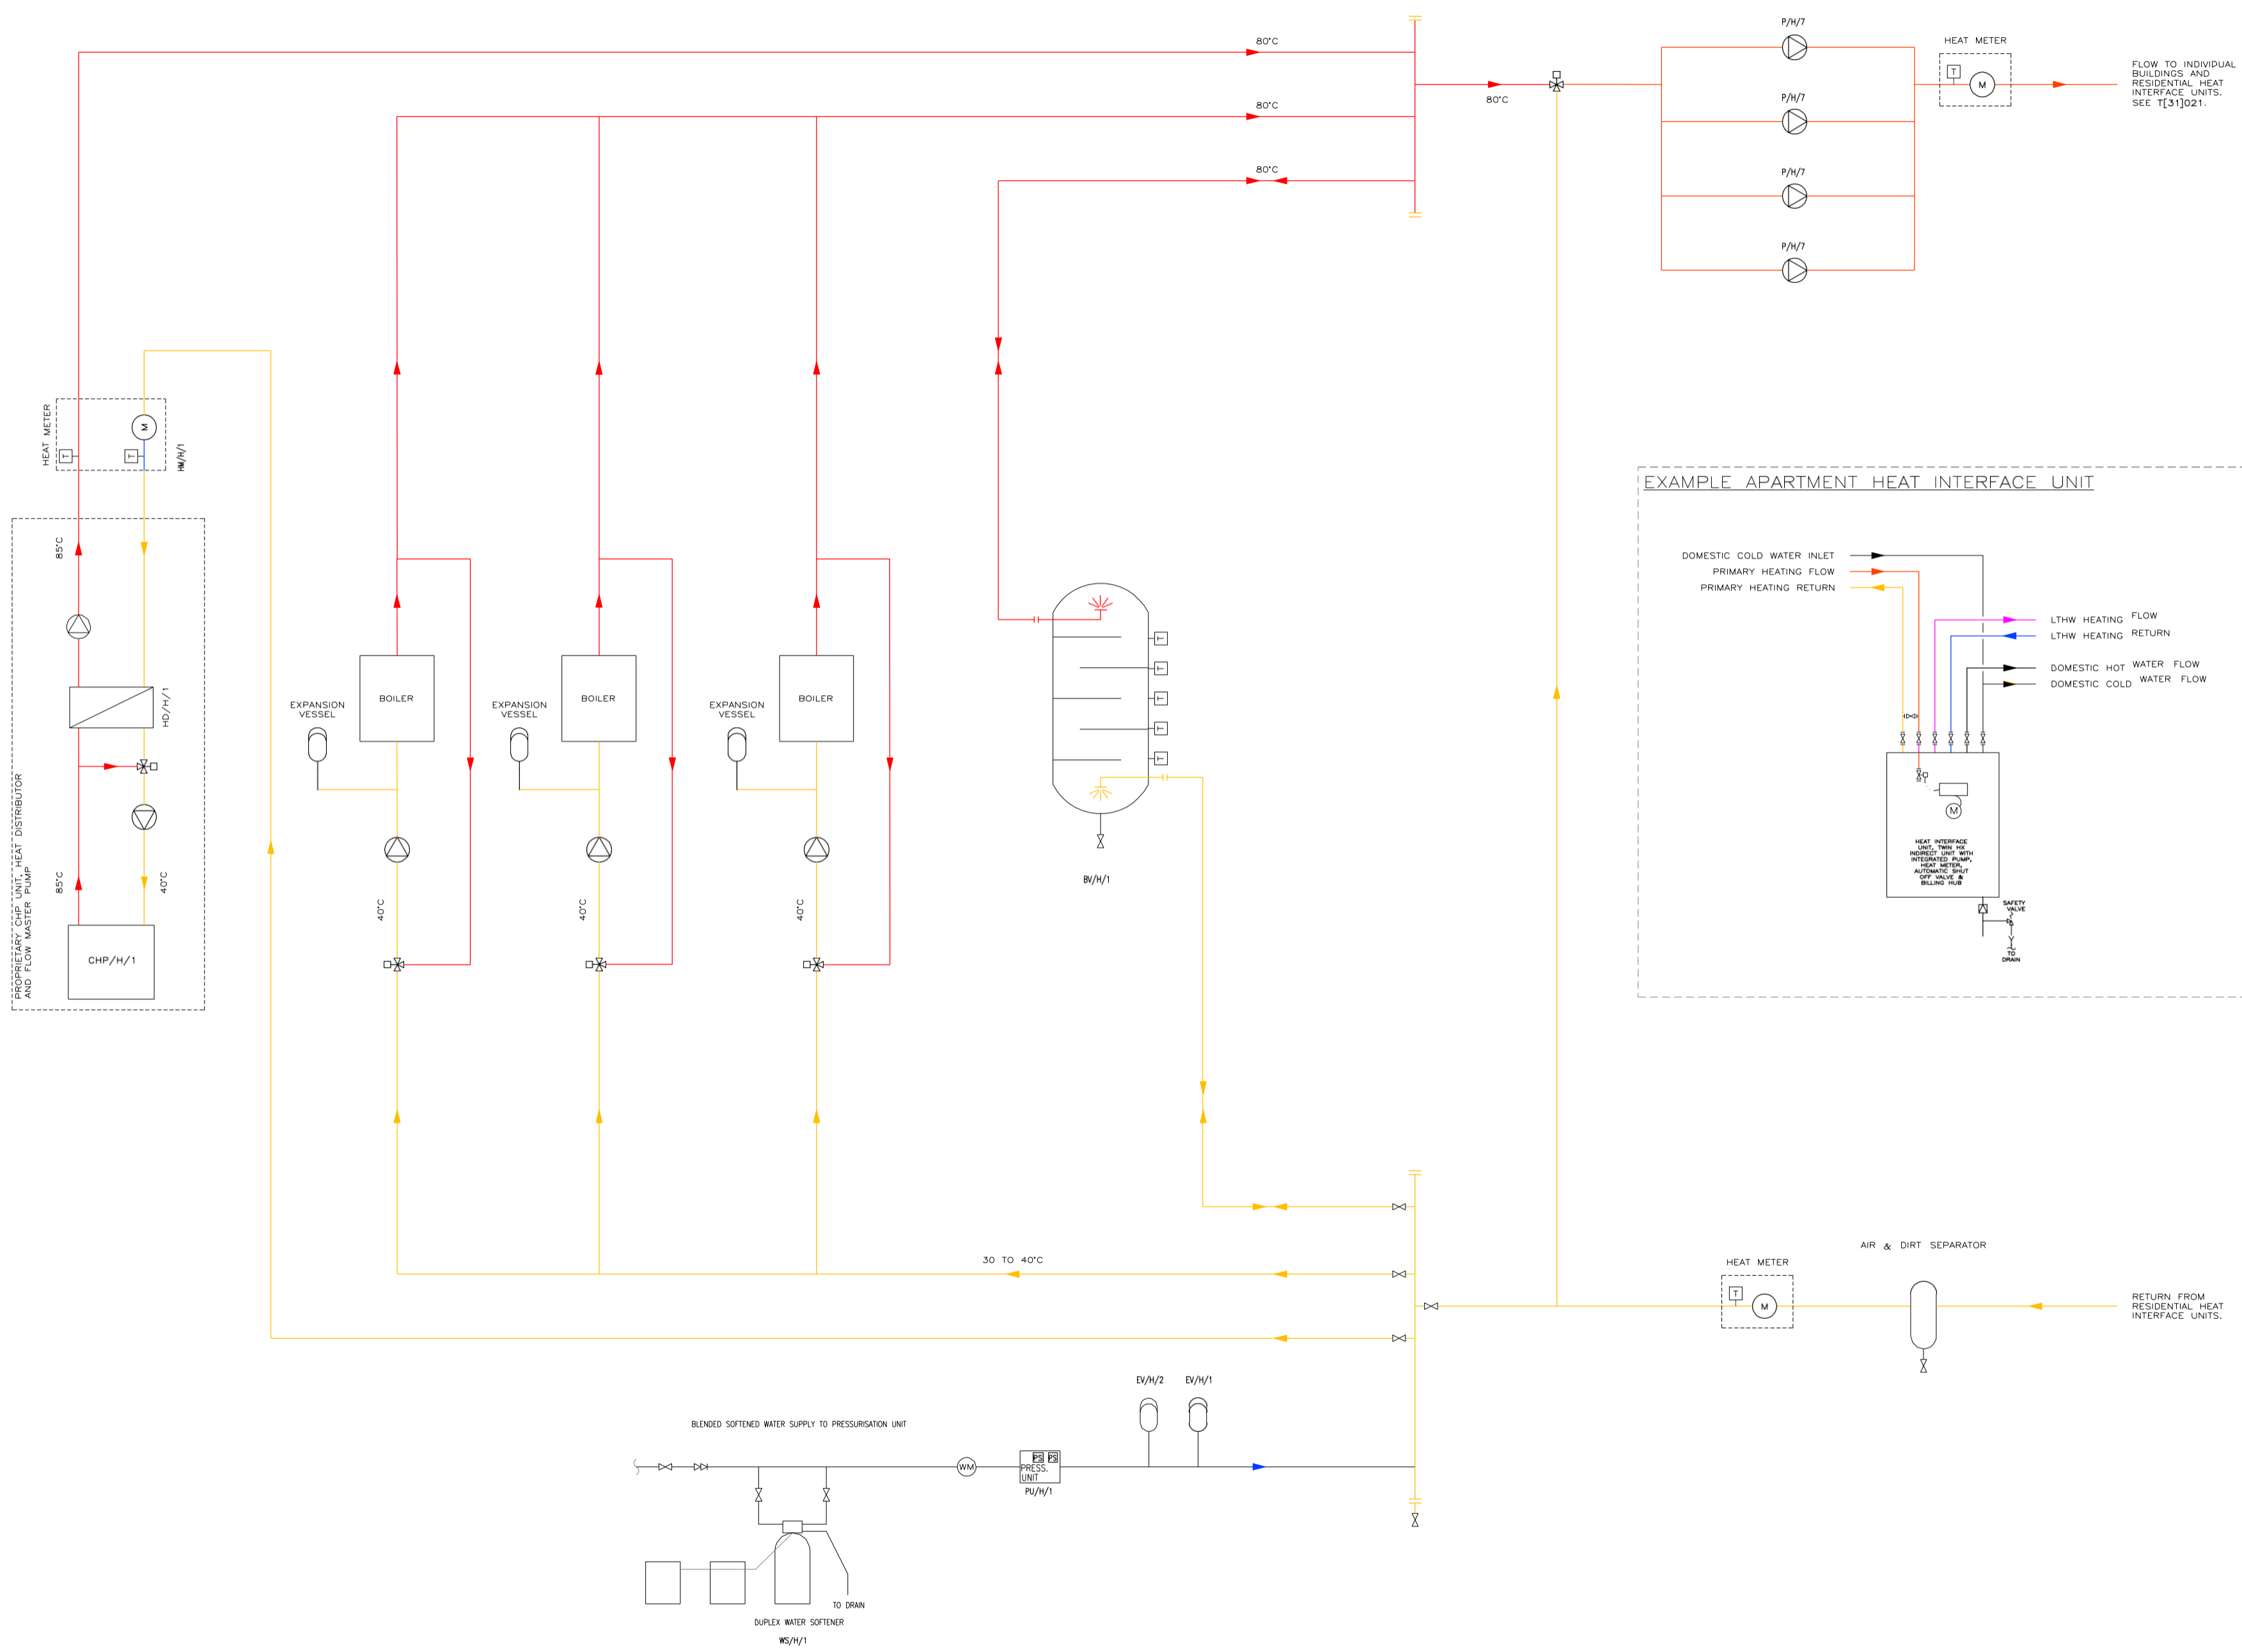 80°C
80°C
80°C
80°C
P/H/7
P/H/7
P/H/7
P/H/7
HEAT METER
T
M
FLOW TO INDIVIDUAL
BUILDINGS AND
RESIDENTIAL HEAT
INTERFACE UNITS.
SEE T[31]021.
HEAT METER
M
T
T
HM/H/1
85°C
HD/H/1
85°C
40°C
PROPRIETARY CHP UNIT, HEAT DISTRIBUTOR
AND FLOW MASTER PUMP
CHP/H/1
EXPANSION
VESSEL
BOILER
40°C
EXPANSION
VESSEL
BOILER
40°C
EXPANSION
VESSEL
BOILER
40°C
T
T
T
T
T
BV/H/1
EXAMPLE APARTMENT HEAT INTERFACE UNIT
DOMESTIC COLD WATER INLET
PRIMARY HEATING FLOW
PRIMARY HEATING RETURN
LTHW HEATING FLOW
LTHW HEATING RETURN
DOMESTIC HOT WATER FLOW
DOMESTIC COLD WATER FLOW
M
HEAT INTERFACE
UNIT, TWIN HX
INDIRECT UNIT WITH
INTEGRATED PUMP,
HEAT METER,
AUTOMATIC SHUT
OFF VALVE &
BILLING HUB
SAFETY
VALVE
TO
DRAIN
30 TO 40°C
AIR & DIRT SEPARATOR
HEAT METER
T
M
RETURN FROM
RESIDENTIAL HEAT
INTERFACE UNITS.
EV/H/2
EV/H/1
BLENDED SOFTENED WATER SUPPLY TO PRESSURISATION UNIT
WM
PS PS
PRESS.
UNIT
PU/H/1
TO DRAIN
DUPLEX WATER SOFTENER
WS/H/1